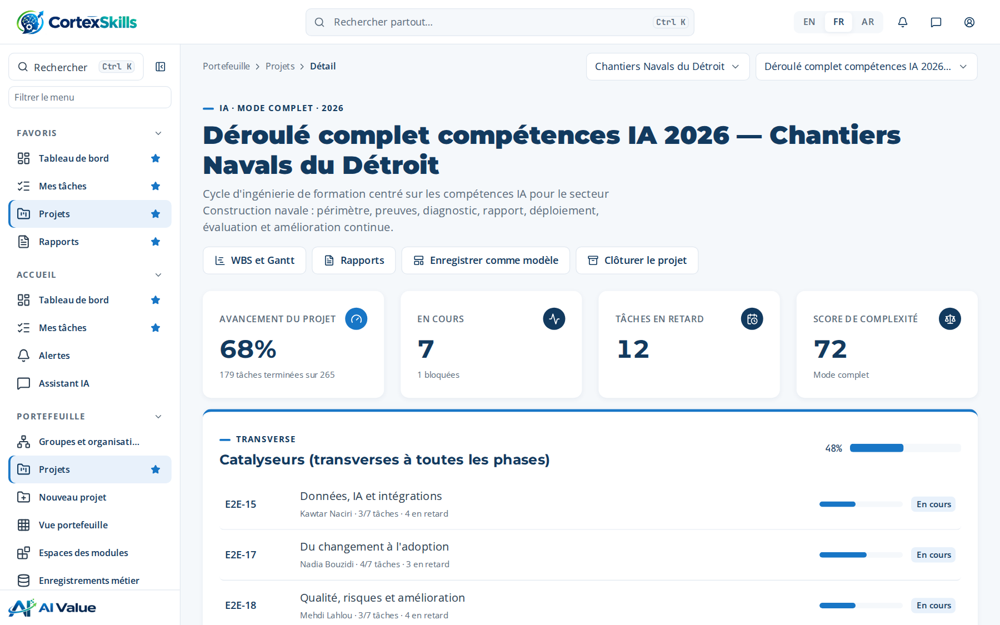 CortexSkills
Rechercher partout...
Ctrl K
EN
FR
AR
Rechercher
Ctrl K
Filtrer le menu
FAVORIS
Tableau de bord
Mes tâches
Projets
Rapports
ACCUEIL
Tableau de bord
Mes tâches
Alertes
Assistant IA
PORTEFEUILLE
Groupes et organisati...
Projets
Nouveau projet
Vue portefeuille
Espaces des modules
Enregistrements métier
AI Value
Portefeuille > Projets > Détail
Chantiers Navals du Détroit
Déroulé complet compétences IA 2026...
IA · MODE COMPLET · 2026
Déroulé complet compétences IA 2026 — Chantiers
Navals du Détroit
Cycle d'ingénierie de formation centré sur les compétences IA pour le secteur
Construction navale : périmètre, preuves, diagnostic, rapport, déploiement,
évaluation et amélioration continue.
WBS et Gantt
Rapports
Enregistrer comme modèle
Clôturer le projet
AVANCEMENT DU PROJET
68%
179 tâches terminées sur 265
EN COURS
7
1 bloquées
TÂCHES EN RETARD
12
SCORE DE COMPLEXITÉ
72
Mode complet
TRANSVERSE
Catalyseurs (transverses à toutes les phases)
48%
E2E-15
Données, IA et intégrations
Kawtar Naciri · 3/7 tâches · 4 en retard
En cours
E2E-17
Du changement à l'adoption
Nadia Bouzidi · 4/7 tâches · 3 en retard
En cours
E2E-18
Qualité, risques et amélioration
Mehdi Lahlou · 3/7 tâches · 4 en retard
En cours